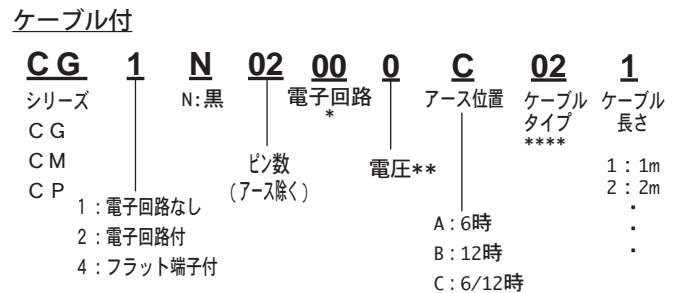 ケーブル付
CG 1 N 02 00 0 C 02 1
シリーズ N:黒 電子回路 アース位置 ケーブル ケーブル
* タイプ 長さ
CG ****
CM ピン数 電圧** 1:1m
CP (アース除く) 2:2m
1:電子回路なし ・
A:6時 ・
2:電子回路付 B:12時 ・
4:フラット端子付 C:6/12時